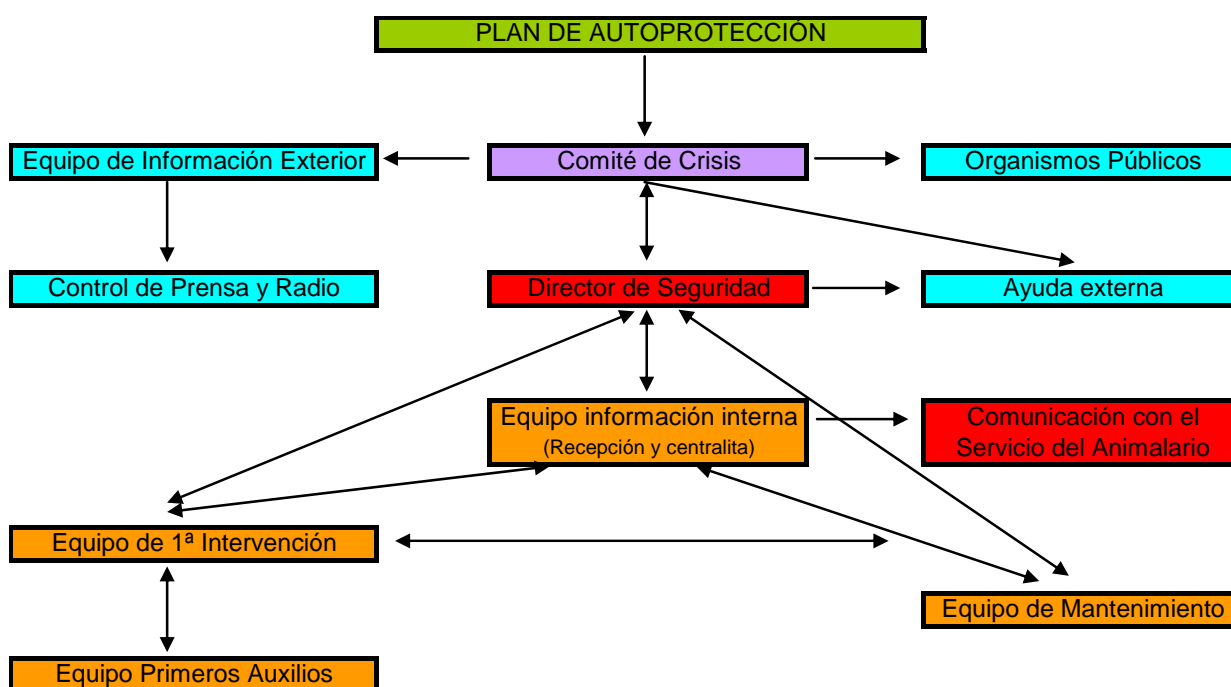 PLAN DE AUTOPROTECCIÓN
Equipo de Información Exterior
Comité de Crisis
Organismos Públicos
Control de Prensa y Radio
Director de Seguridad
Ayuda externa
Equipo información interna
(Recepción y centralita)
Comunicación con el
Servicio del Animalario
Equipo de 1ª Intervención
Equipo de Mantenimiento
Equipo Primeros Auxilios